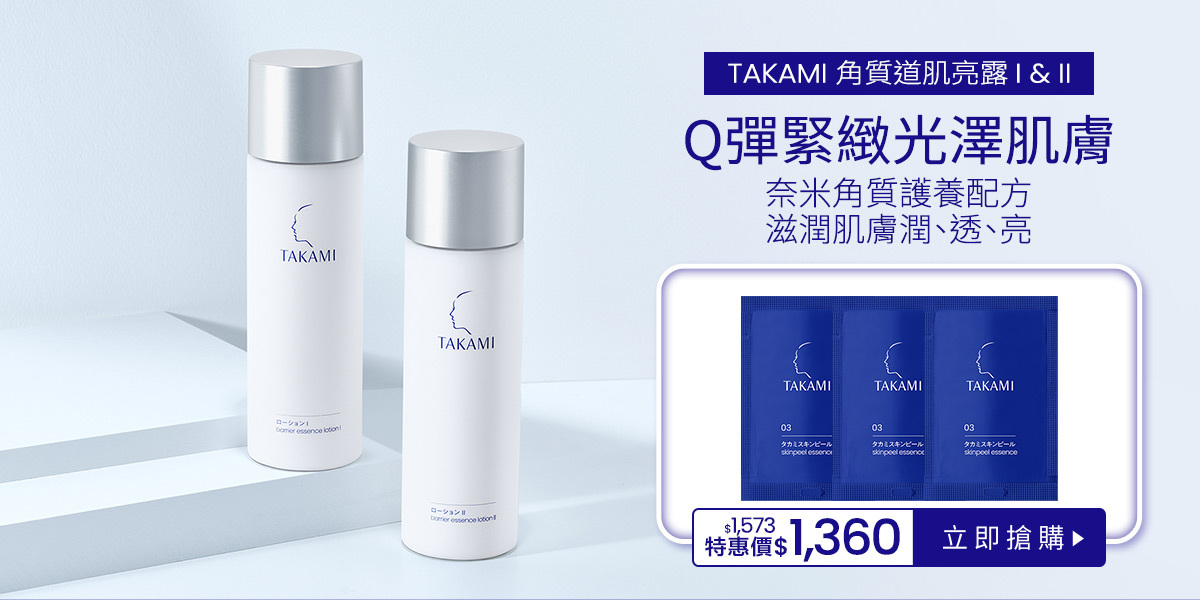 TAKAMI
ローションI
barrier essence lotion I
TAKAMI
ローションII
barrier essence lotion II
TAKAMI 角質道肌亮露 I & II
Q彈緊緻光澤肌膚
奈米角質護養配方
滋潤肌膚潤、透、亮
TAKAMI
03
タカミスキンピール
skinpeel essence
TAKAMI
03
タカミスキンピール
skinpeel essence
TAKAMI
03
タカミスキンピール
skinpeel essence
$1,573
特惠價$1,360
立即搶購